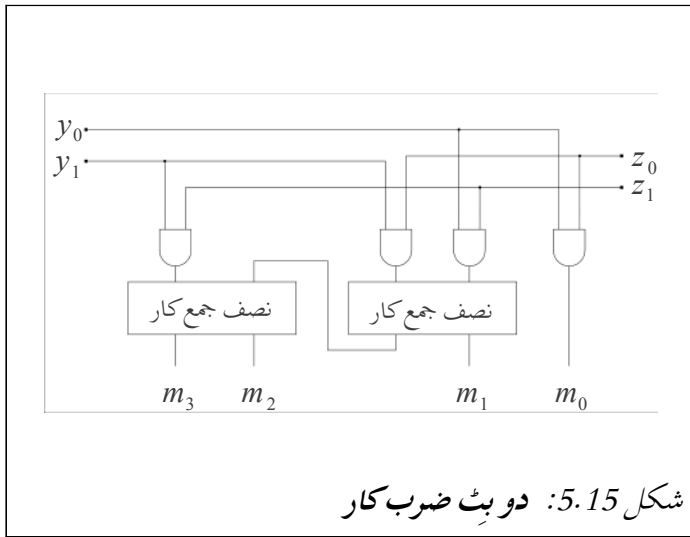 y₀
z₀
y₁
z₁
نصف جمع کار
نصف جمع کار
m₃ m₂ m₁ m₀
شکل 5.15: دو بِٹ ضرب کار